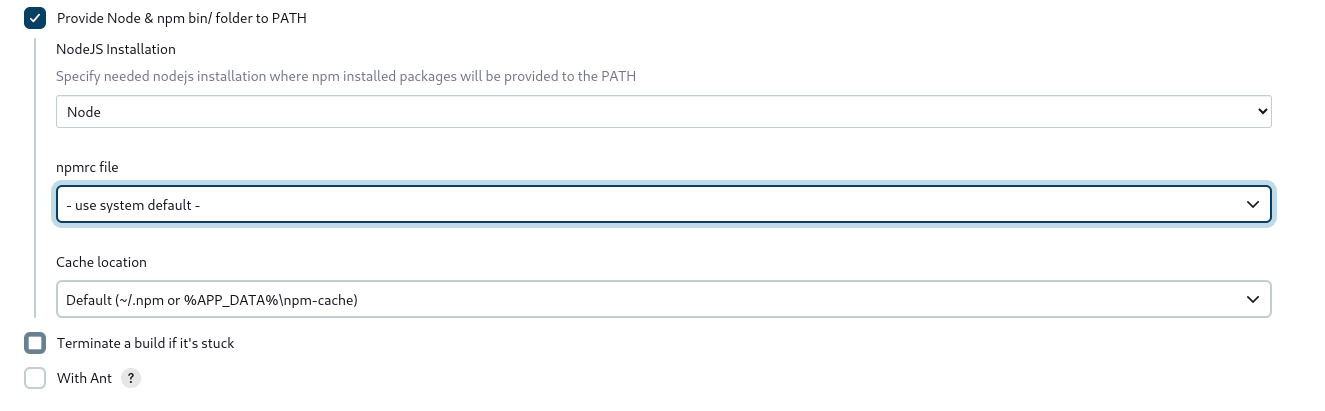 Provide Node & npm bin/ folder to PATH
NodeJS Installation
Specify needed nodejs installation where npm installed packages will be provided to the PATH
Node
npmrc file
- use system default -
Cache location
Default (~/.npm or %APP_DATA%\npm-cache)
Terminate a build if it's stuck
With Ant ?